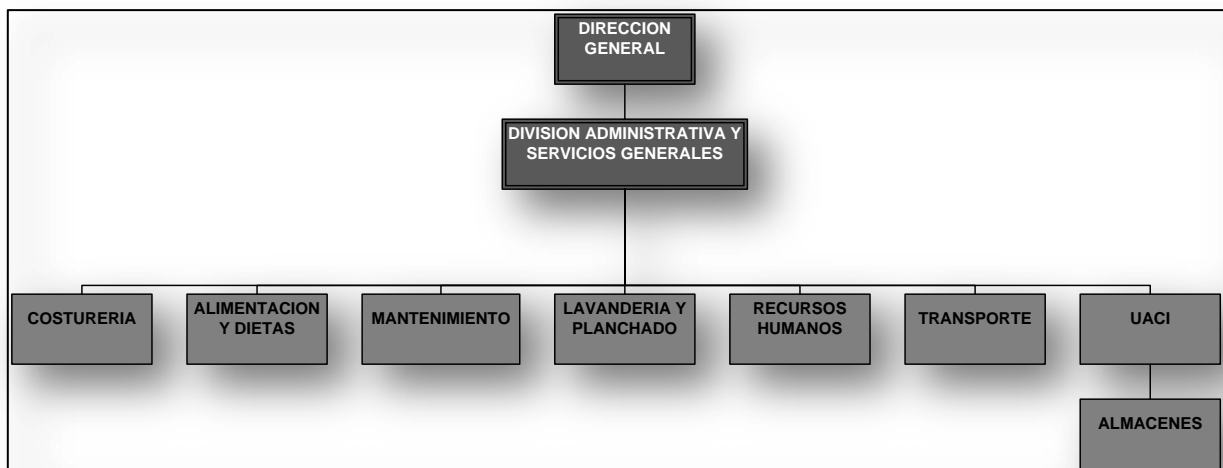 DIRECCION
GENERAL
DIVISION ADMINISTRATIVA Y
SERVICIOS GENERALES
COSTURERIA
ALIMENTACION
Y DIETAS
MANTENIMIENTO
LAVANDERIA Y
PLANCHADO
RECURSOS
HUMANOS
TRANSPORTE
UACI
ALMACENES